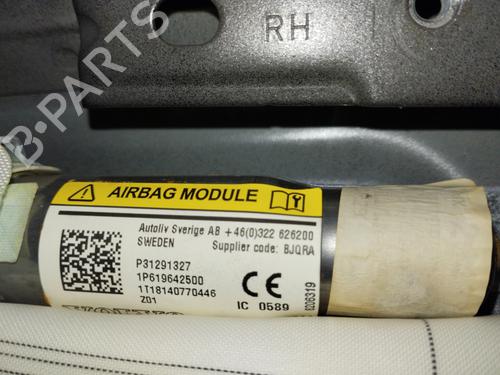 RH
B-PARTS
AIRBAG MODULE
Autoliv Sverige AB +46(0)322 626200
SWEDEN Supplier code: BJQRA
P31291327
1P619642500
1T18140770446
Z01
CE
IC 0589
6206319